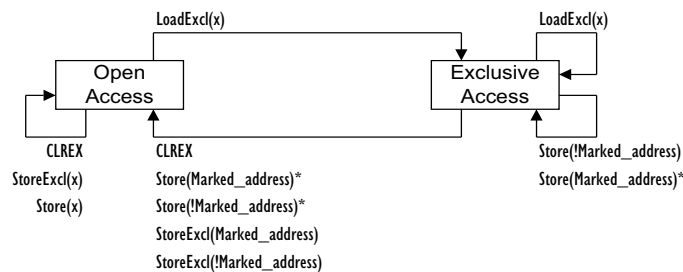 LoadExcl(x)
LoadExcl(x)
Open
Access
Exclusive
Access
CLREX
StoreExcl(x)
Store(x)
CLREX
Store(Marked_address)*
Store(!Marked_address)*
StoreExcl(Marked_address)
StoreExcl(!Marked_address)
Store(!Marked_address)
Store(Marked_address)*